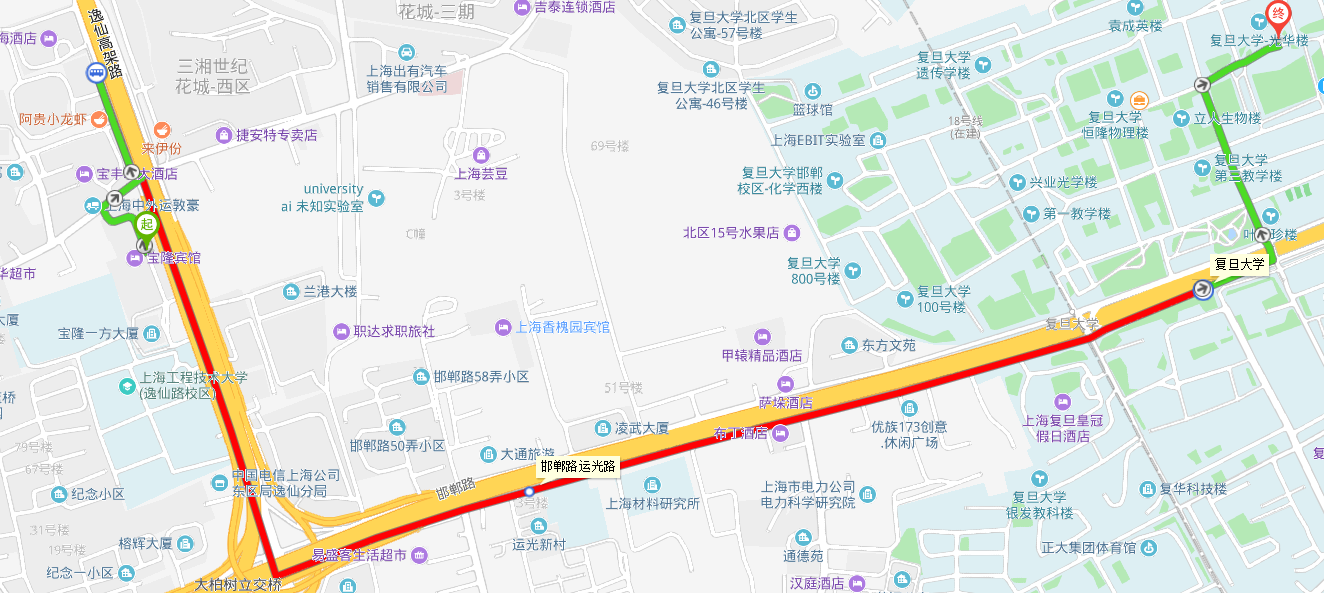 花城-三期
吉泰连锁酒店
复旦大学北区学生
公寓-57号楼
袁成英楼
终
复旦大学-光华楼
逸仙高架路
海酒店
三湘世纪
花城-西区
上海出有汽车
销售有限公司
复旦大学
遗传学楼
复旦大学北区学生
公寓-46号楼
篮球馆
阿贵小龙虾
来伊份
捷安特专卖店
69号楼
上海EBIT实验室
18号线
(在建)
复旦大学
恒隆物理楼
立人生物楼
宝丰
大酒店
上海芸豆
3号楼
复旦大学邯郸
校区-化学西楼
兴业光学楼
复旦大学
第三教学楼
university
ai 未知实验室
上海中外运敦豪
起
C幢
北区15号水果店
第一教学楼
叶
珍楼
宝隆宾馆
华超市
复旦大学
800号楼
复旦大学
兰港大楼
复旦大学
100号楼
大厦
宝隆一方大厦
职达求职旅社
上海香槐园宾馆
复旦大学
东方文苑
甲辕精品酒店
上海工程技术大学
(逸仙路校区)
邯郸路58弄小区
51号楼
萨垛酒店
桥
园
凌武大厦
布丁酒店
优族173创意
.休闲广场
上海复旦皇冠
假日酒店
79号楼
67号楼
邯郸路50弄小区
大通旅游
邯郸路运光路
中国电信上海公司
东区局逸仙分局
邯郸路
纪念小区
3号楼
上海材料研究所
上海市电力公司
电力科学研究院
复旦大学
银发教科楼
复华科技楼
31号楼
19号楼
榕辉大厦
运光新村
易盛客生活超市
通德苑
正大集团体育馆
纪念一小区
大柏树立交桥
汉庭酒店